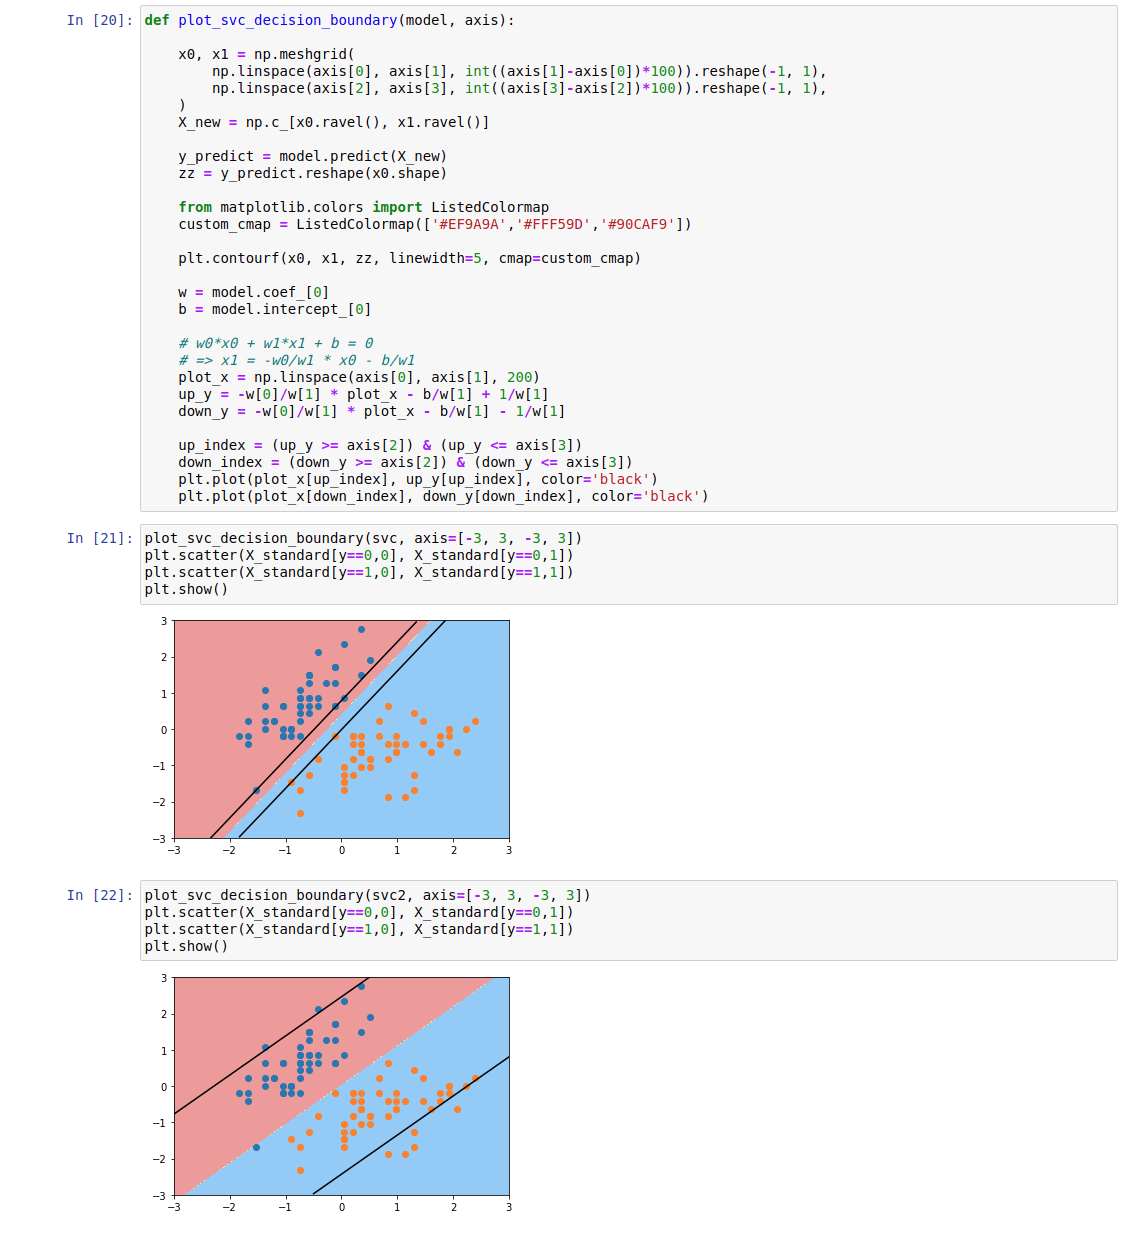 In [20]: def plot_svc_decision_boundary(model, axis):

    x0, x1 = np.meshgrid(
        np.linspace(axis[0], axis[1], int((axis[1]-axis[0])*100)).reshape(-1, 1),
        np.linspace(axis[2], axis[3], int((axis[3]-axis[2])*100)).reshape(-1, 1),
    )
    X_new = np.c_[x0.ravel(), x1.ravel()]

    y_predict = model.predict(X_new)
    zz = y_predict.reshape(x0.shape)

    from matplotlib.colors import ListedColormap
    custom_cmap = ListedColormap(['#EF9A9A','#FFF59D','#90CAF9'])

    plt.contourf(x0, x1, zz, linewidth=5, cmap=custom_cmap)

    w = model.coef_[0]
    b = model.intercept_[0]

    # w0*x0 + w1*x1 + b = 0
    # => x1 = -w0/w1 * x0 - b/w1
    plot_x = np.linspace(axis[0], axis[1], 200)
    up_y = -w[0]/w[1] * plot_x - b/w[1] + 1/w[1]
    down_y = -w[0]/w[1] * plot_x - b/w[1] - 1/w[1]

    up_index = (up_y >= axis[2]) & (up_y <= axis[3])
    down_index = (down_y >= axis[2]) & (down_y <= axis[3])
    plt.plot(plot_x[up_index], up_y[up_index], color='black')
    plt.plot(plot_x[down_index], down_y[down_index], color='black')

In [21]: plot_svc_decision_boundary(svc, axis=[-3, 3, -3, 3])
plt.scatter(X_standard[y==0,0], X_standard[y==0,1])
plt.scatter(X_standard[y==1,0], X_standard[y==1,1])
plt.show()
3
2
1
0
−1
−2
−3
−3 −2 −1 0 1 2 3

In [22]: plot_svc_decision_boundary(svc2, axis=[-3, 3, -3, 3])
plt.scatter(X_standard[y==0,0], X_standard[y==0,1])
plt.scatter(X_standard[y==1,0], X_standard[y==1,1])
plt.show()
3
2
1
0
−1
−2
−3
−3 −2 −1 0 1 2 3